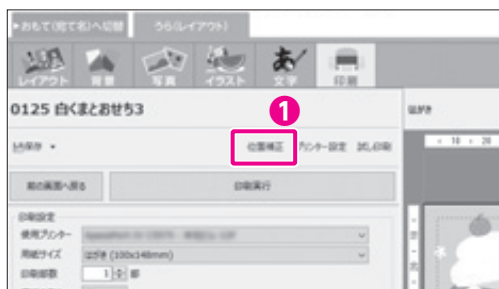 ▸おもて(宛て名)へ切替 うら(レイアウト)
レイアウト 背景 写真 イラスト 文字 印刷
0125 白くまとおせち3
1
はがき
保存 位置補正 プリンター設定 試し印刷
前の画面へ戻る 印刷実行
印刷設定
使用プリンター
用紙サイズ はがき (100x148mm)
印刷部数 1 部
10 20